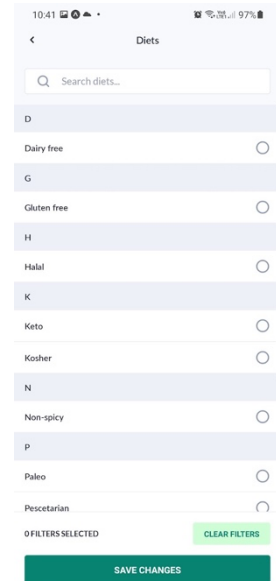 10:41
97%
Diets
Search diets...
D
Dairy free
G
Gluten free
H
Halal
K
Keto
Kosher
N
Non-spicy
P
Paleo
Pescetarian
0 FILTERS SELECTED
CLEAR FILTERS
SAVE CHANGES